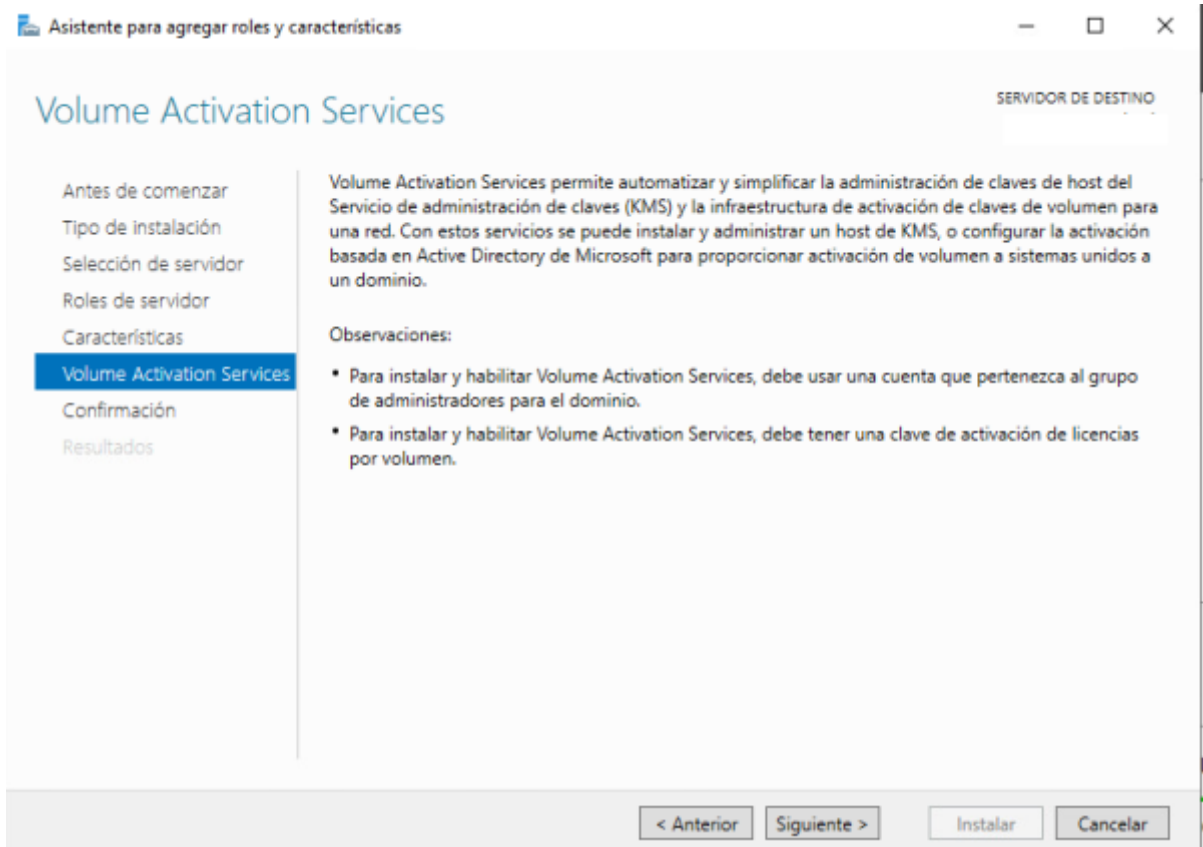 Asistente para agregar roles y características
Volume Activation Services
SERVIDOR DE DESTINO
Antes de comenzar
Tipo de instalación
Selección de servidor
Roles de servidor
Características
Volume Activation Services
Confirmación
Resultados
Volume Activation Services permite automatizar y simplificar la administración de claves de host del
Servicio de administración de claves (KMS) y la infraestructura de activación de claves de volumen para
una red. Con estos servicios se puede instalar y administrar un host de KMS, o configurar la activación
basada en Active Directory de Microsoft para proporcionar activación de volumen a sistemas unidos a
un dominio.
Observaciones:
• Para instalar y habilitar Volume Activation Services, debe usar una cuenta que pertenezca al grupo
de administradores para el dominio.
• Para instalar y habilitar Volume Activation Services, debe tener una clave de activación de licencias
por volumen.
< Anterior
Siguiente >
Instalar
Cancelar